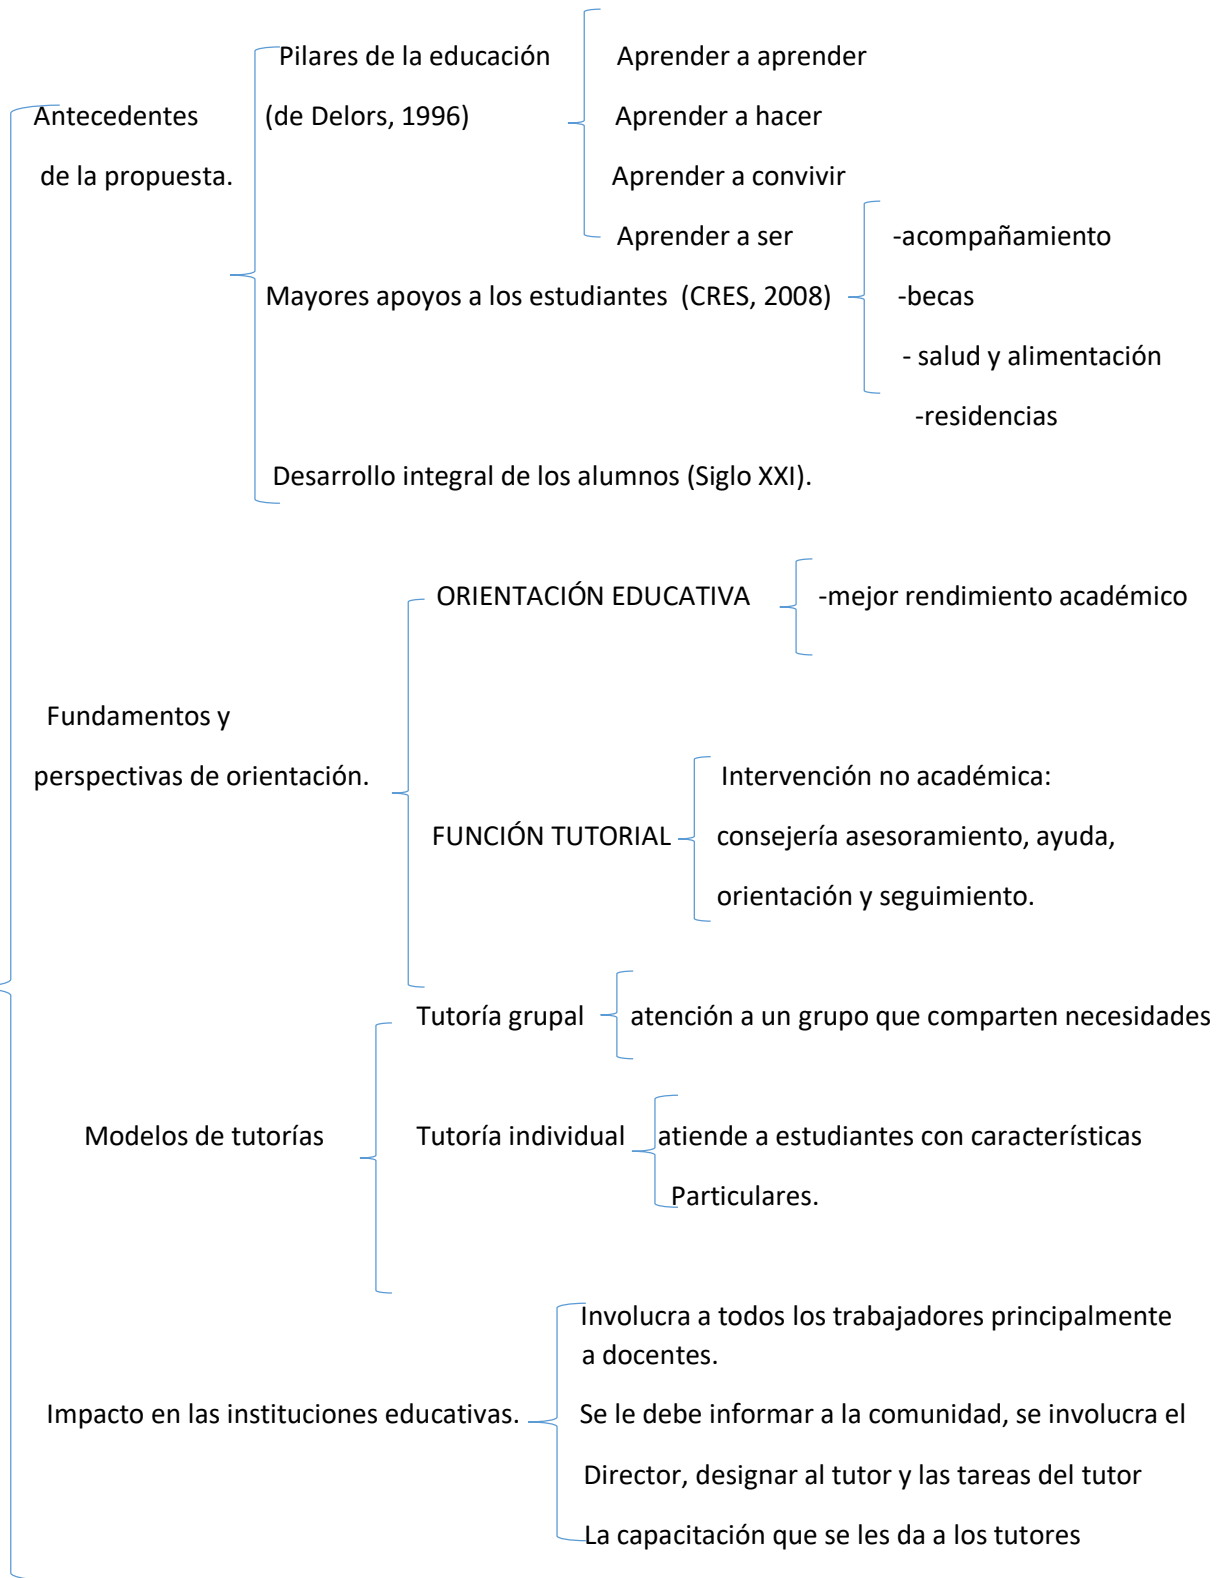 Pilares de la educación
Aprender a aprender
Antecedentes
(de Delors, 1996)
Aprender a hacer
de la propuesta.
Aprender a convivir
Aprender a ser
-acompañamiento
Mayores apoyos a los estudiantes (CRES, 2008)
-becas
- salud y alimentación
-residencias
Desarrollo integral de los alumnos (Siglo XXI).
ORIENTACIÓN EDUCATIVA
-mejor rendimiento académico
Fundamentos y
perspectivas de orientación.
Intervención no académica:
FUNCIÓN TUTORIAL
consejería asesoramiento, ayuda,
orientación y seguimiento.
Tutoría grupal
atención a un grupo que comparten necesidades
Modelos de tutorías
Tutoría individual
atiende a estudiantes con características
Particulares.
Involucra a todos los trabajadores principalmente
a docentes.
Impacto en las instituciones educativas.
Se le debe informar a la comunidad, se involucra el
Director, designar al tutor y las tareas del tutor
La capacitación que se les da a los tutores